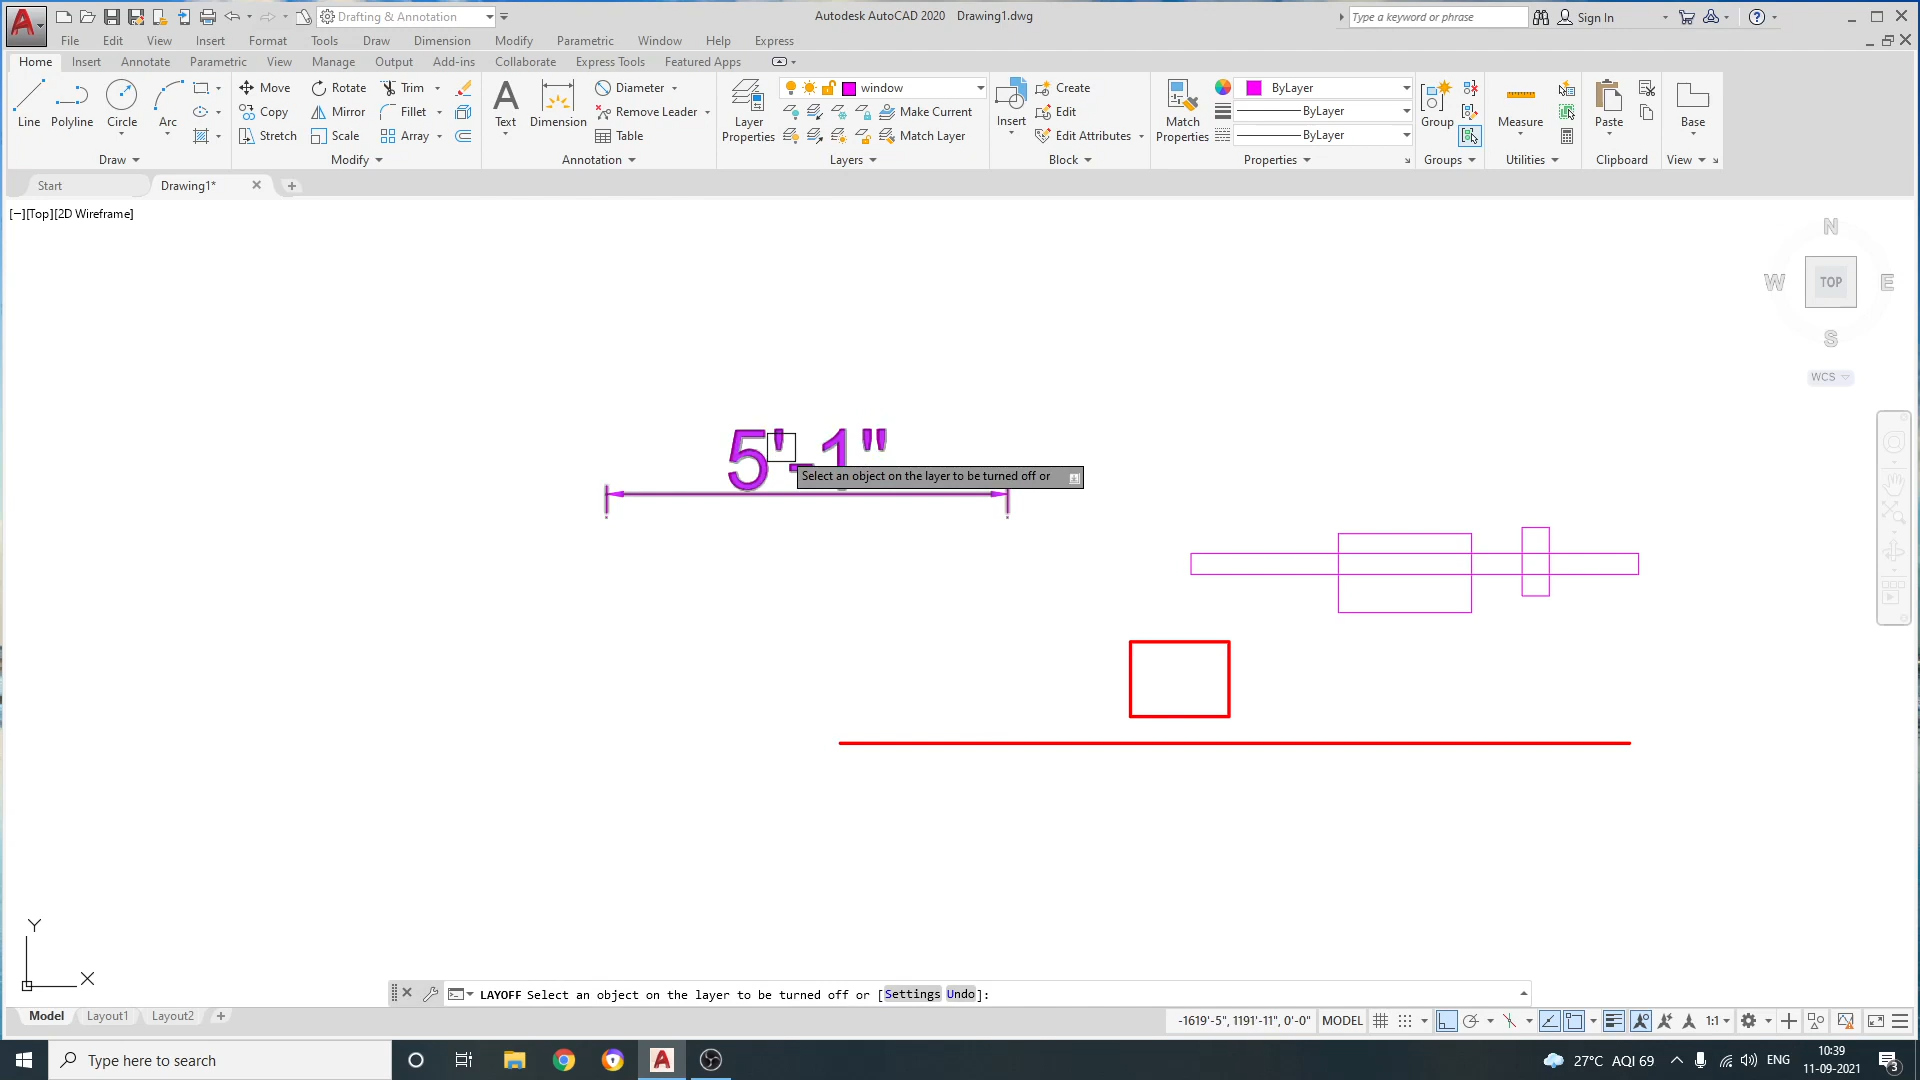 Drafting & Annotation
Autodesk AutoCAD 2020 Drawing1.dwg
Type a keyword or phrase
Sign In
File Edit View Insert Format Tools Draw Dimension Modify Parametric Window Help Express
Home Insert Annotate Parametric View Manage Output Add-ins Collaborate Express Tools Featured Apps
Line Polyline Circle Arc
Move Rotate Trim
Copy Mirror Fillet
Stretch Scale Array
Text Dimension
Diameter
Remove Leader
Table
Layer Properties
window
Make Current
Match Layer
Insert
Create
Edit
Edit Attributes
Match Properties
ByLayer
ByLayer
ByLayer
Group
Measure
Paste
Base
Draw Modify Annotation Layers Block Properties Groups Utilities Clipboard View
Start Drawing1*
[−][Top][2D Wireframe]
N
W TOP E
S
WCS
5'-1"
Select an object on the layer to be turned off or
Y
X
LAYOFF Select an object on the layer to be turned off or [Settings Undo]:
Model Layout1 Layout2
-1619'-5", 1191'-11", 0'-0" MODEL 1:1
Type here to search
27°C AQI 69 ENG
10:39
11-09-2021
3